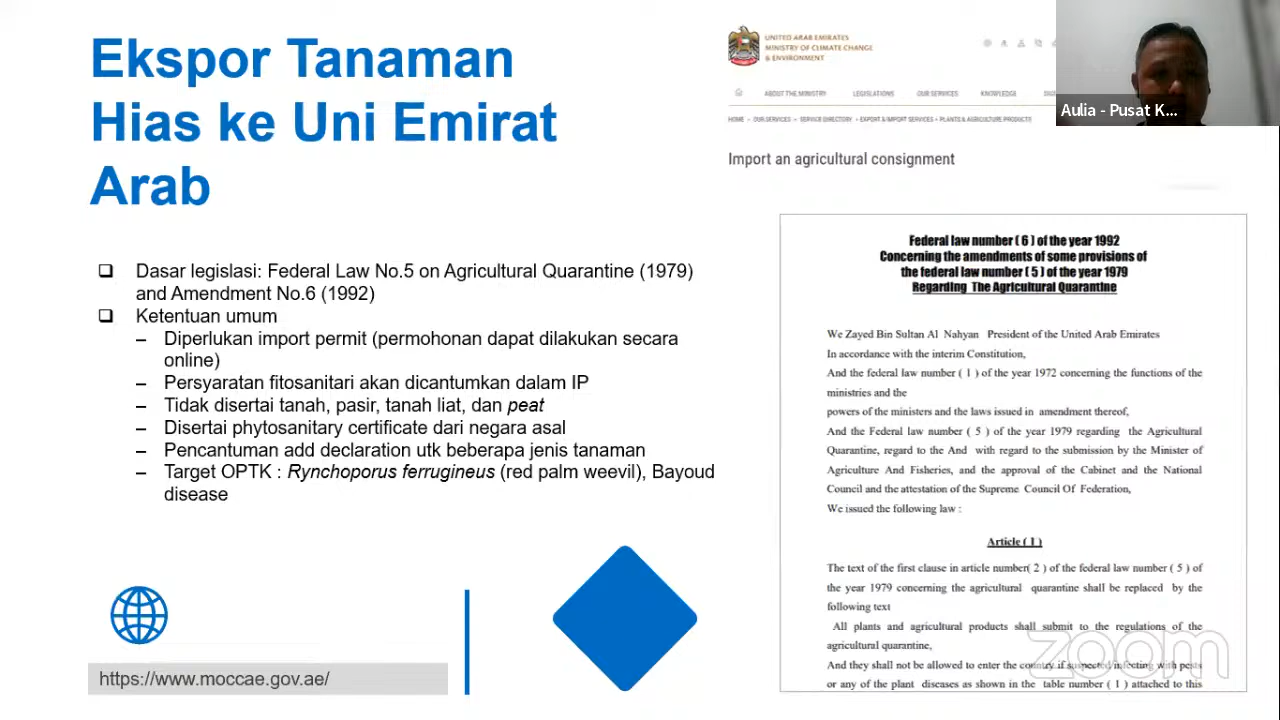 Ekspor Tanaman
Hias ke Uni Emirat
Arab
Dasar legislasi: Federal Law No.5 on Agricultural Quarantine (1979)
and Amendment No.6 (1992)
Ketentuan umum
– Diperlukan import permit (permohonan dapat dilakukan secara
online)
– Persyaratan fitosanitari akan dicantumkan dalam IP
– Tidak disertai tanah, pasir, tanah liat, dan peat
– Disertai phytosanitary certificate dari negara asal
– Pencantuman add declaration utk beberapa jenis tanaman
– Target OPTK : Rynchoporus ferrugineus (red palm weevil), Bayoud
disease
https://www.moccae.gov.ae/
UNITED ARAB EMIRATES
MINISTRY OF CLIMATE CHANGE
& ENVIRONMENT
ABOUT THE MINISTRY LEGISLATIONS OUR SERVICES KNOWLEDGE
HOME • OUR SERVICES • SERVICE DIRECTORY • EXPORT & IMPORT SERVICES • PLANTS & AGRICULTURE PRODUCTS
Import an agricultural consignment
Aulia - Pusat K...
Federal law number ( 6 ) of the year 1992
Concerning the amendments of some provisions of
the federal law number ( 5 ) of the year 1979
Regarding The Agricultural Quarantine
We Zayed Bin Sultan Al Nahyan President of the United Arab Emirates
In accordance with the interim Constitution,
And the federal law number ( 1 ) of the year 1972 concerning the functions of the
ministries and the
powers of the ministers and the laws issued in amendment thereof,
And the Federal law number ( 5 ) of the year 1979 regarding the Agricultural
Quarantine, regard to the And with regard to the submission by the Minister of
Agriculture And Fisheries, and the approval of the Cabinet and the National
Council and the attestation of the Supreme Council Of Federation,
We issued the following law :
Article ( 1 )
The text of the first clause in article number( 2 ) of the federal law number ( 5 ) of
the year 1979 concerning the agricultural quarantine shall be replaced by the
following text
All plants and agricultural products shall submit to the regulations of the
agricultural quarantine,
And they shall not be allowed to enter the country if suspected infecting with pests
or any of the plant diseases as shown in the table number ( 1 ) attached to this
zoom